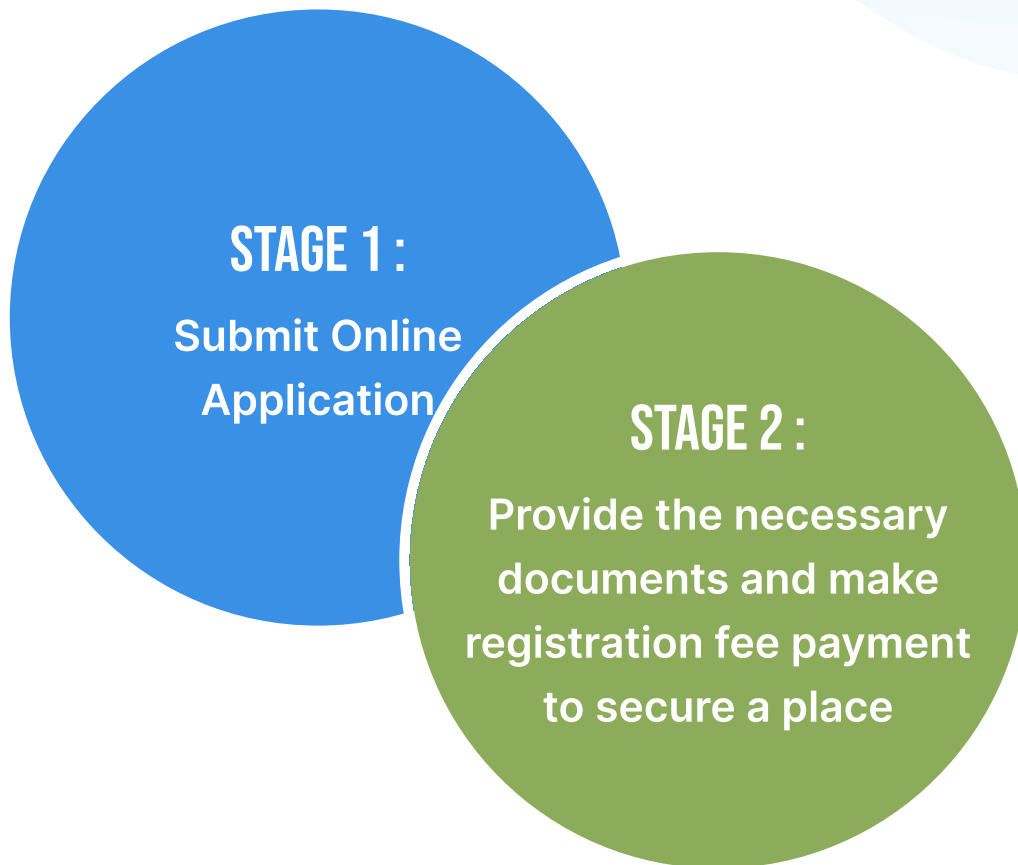 STAGE 1 :
Submit Online
Application
STAGE 2 :
Provide the necessary
documents and make
registration fee payment
to secure a place